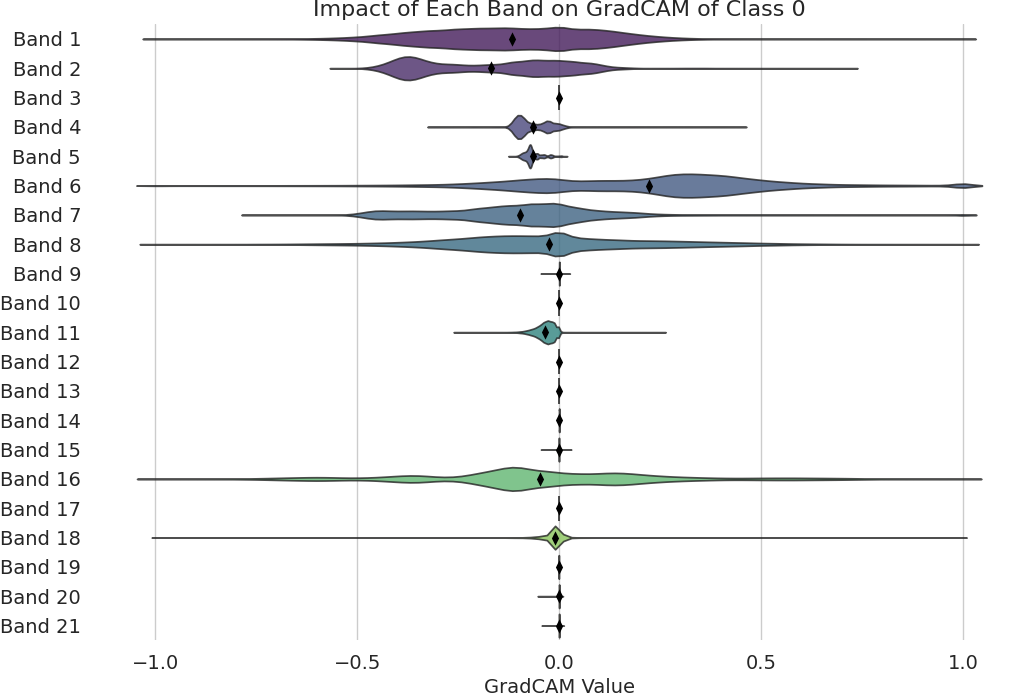 Impact of Each Band on GradCAM of Class 0
Band 1
Band 2
Band 3
Band 4
Band 5
Band 6
Band 7
Band 8
Band 9
Band 10
Band 11
Band 12
Band 13
Band 14
Band 15
Band 16
Band 17
Band 18
Band 19
Band 20
Band 21
−1.0 −0.5 0.0 0.5 1.0
GradCAM Value